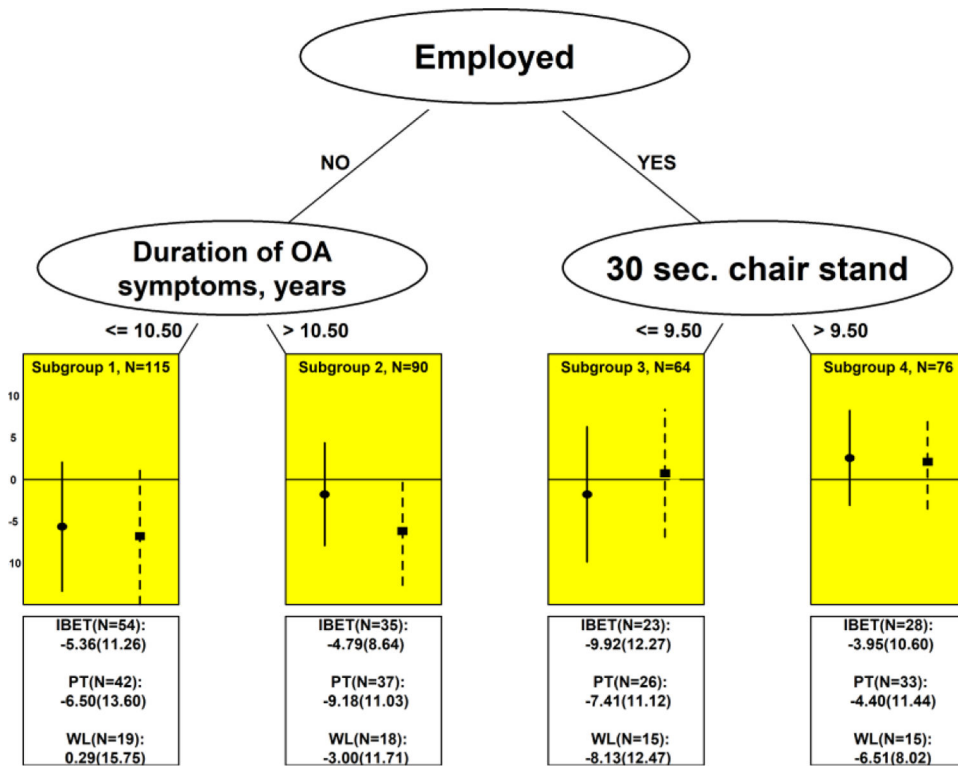 Employed
NO
YES
Duration of OA
symptoms, years
30 sec. chair stand
<= 10.50
> 10.50
<= 9.50
> 9.50
Subgroup 1, N=115
Subgroup 2, N=90
Subgroup 3, N=64
Subgroup 4, N=76
10
5
0
-5
10
IBET(N=54):
-5.36(11.26)
PT(N=42):
-6.50(13.60)
WL(N=19):
0.29(15.75)
IBET(N=35):
-4.79(8.64)
PT(N=37):
-9.18(11.03)
WL(N=18):
-3.00(11.71)
IBET(N=23):
-9.92(12.27)
PT(N=26):
-7.41(11.12)
WL(N=15):
-8.13(12.47)
IBET(N=28):
-3.95(10.60)
PT(N=33):
-4.40(11.44)
WL(N=15):
-6.51(8.02)